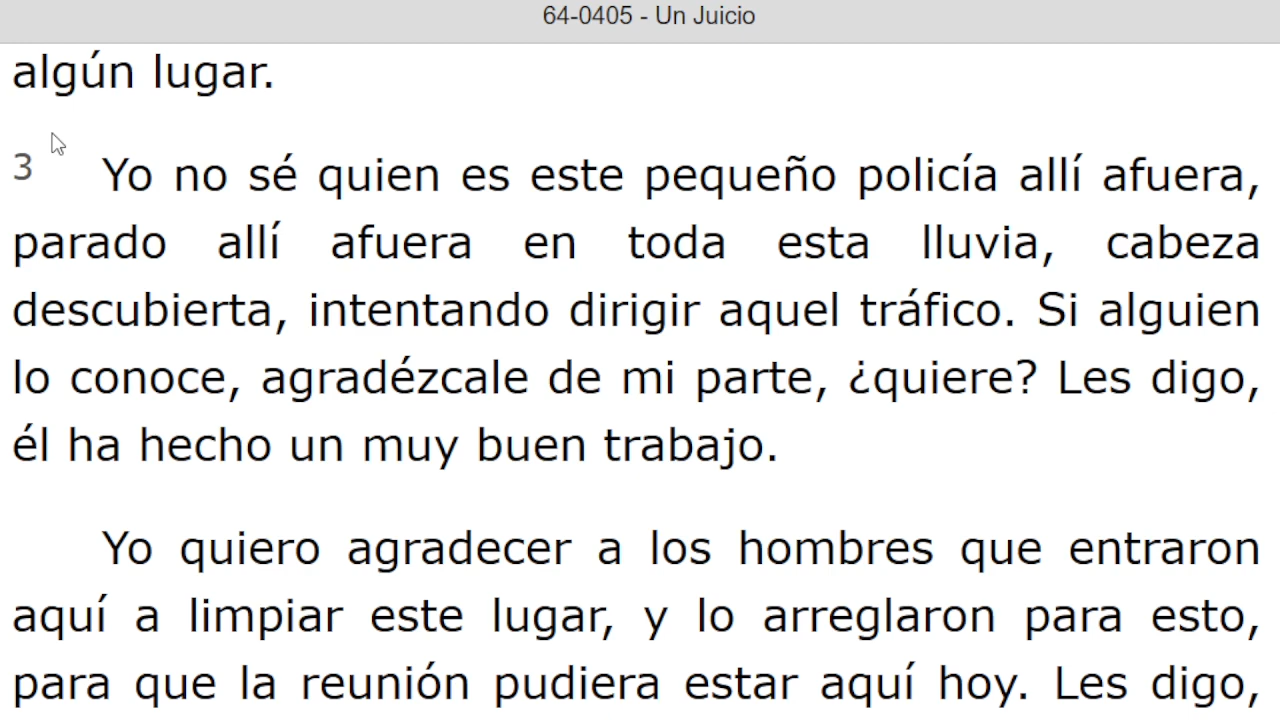 64-0405 - Un Juicio
algún lugar.
3 Yo no sé quien es este pequeño policía allí afuera,
parado allí afuera en toda esta lluvia, cabeza
descubierta, intentando dirigir aquel tráfico. Si alguien
lo conoce, agradézcale de mi parte, ¿quiere? Les digo,
él ha hecho un muy buen trabajo.
Yo quiero agradecer a los hombres que entraron
aquí a limpiar este lugar, y lo arreglaron para esto,
para que la reunión pudiera estar aquí hoy. Les digo,